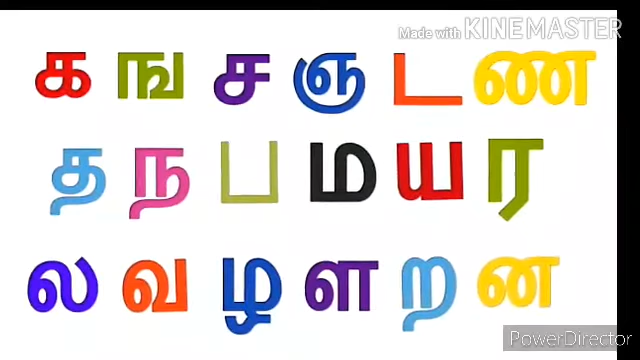 Made with KINEMASTER
க ங ச ஞ ட ண
த ந ப ம ய ர
ல வ ழ ள ற ன
PowerDirector